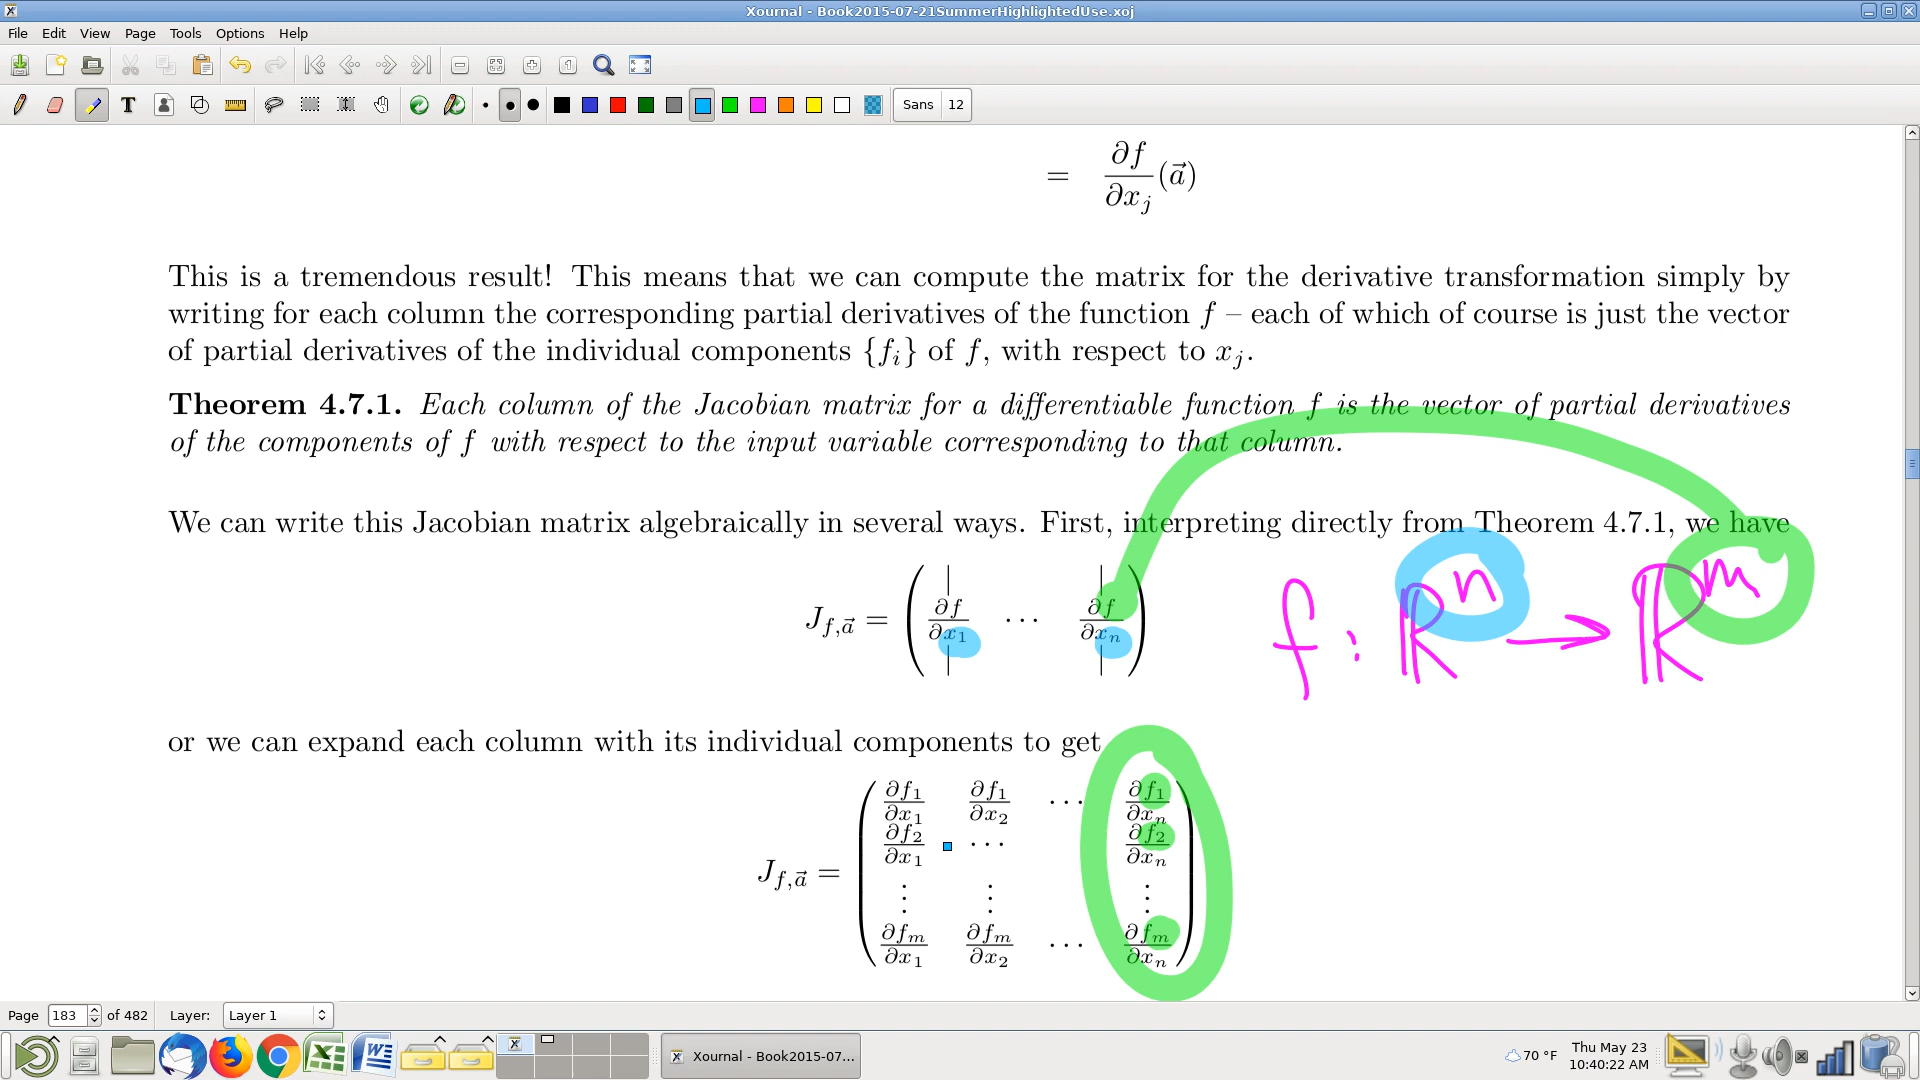 Xournal - Book2015-07-21SummerHighlightedUse.xoj
File Edit View Page Tools Options Help
T Sans 12
= ∂f/∂x_j (a⃗)
This is a tremendous result! This means that we can compute the matrix for the derivative transformation simply by
writing for each column the corresponding partial derivatives of the function f – each of which of course is just the vector
of partial derivatives of the individual components {f_i} of f, with respect to x_j.
Theorem 4.7.1. Each column of the Jacobian matrix for a differentiable function f is the vector of partial derivatives
of the components of f with respect to the input variable corresponding to that column.
We can write this Jacobian matrix algebraically in several ways. First, interpreting directly from Theorem 4.7.1, we have
J_{f,a⃗} = ( | | ; ∂f/∂x_1 ⋯ ∂f/∂x_n ; | | )
f : ℝ^n → ℝ^m
or we can expand each column with its individual components to get
J_{f,a⃗} =
∂f_1/∂x_1 ∂f_1/∂x_2 ⋯ ∂f_1/∂x_n
∂f_2/∂x_1 ⋯ ∂f_2/∂x_n
⋮ ⋮ ⋮
∂f_m/∂x_1 ∂f_m/∂x_2 ⋯ ∂f_m/∂x_n
Page 183 of 482 Layer: Layer 1
Xournal - Book2015-07...
70 °F
Thu May 23
10:40:22 AM